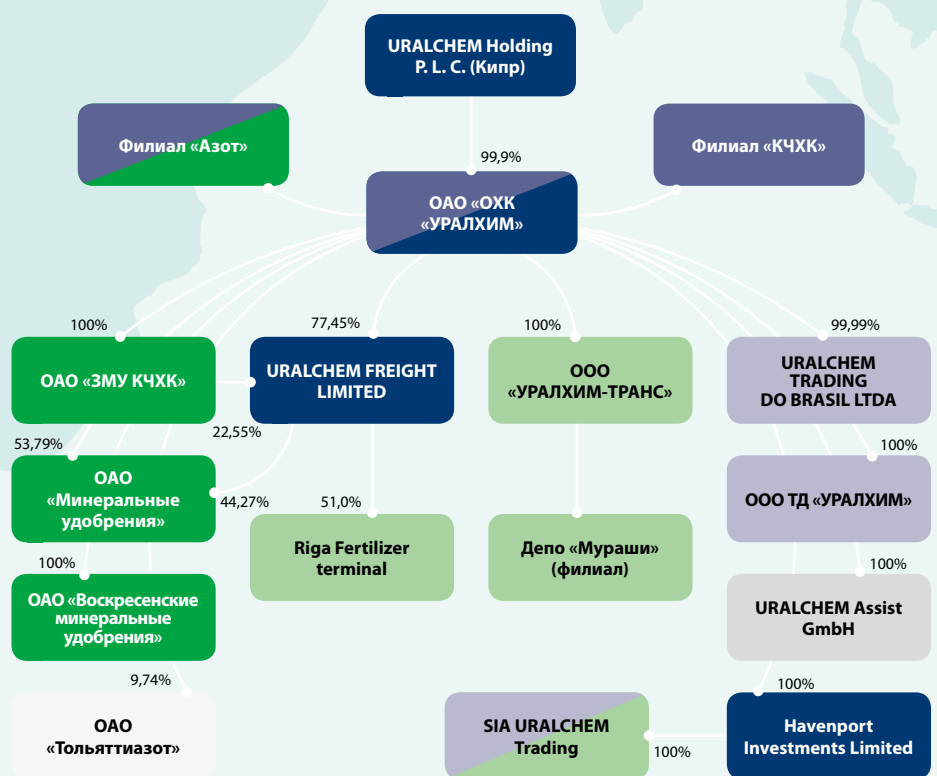 URALCHEM Holding
P. L. C. (Кипр)
Филиал «Азот»
Филиал «КЧХК»
99,9%
ОАО «ОХК
«УРАЛХИМ»
100%
77,45%
100%
99,99%
ОАО «ЗМУ КЧХК»
URALCHEM FREIGHT
LIMITED
ООО
«УРАЛХИМ-ТРАНС»
URALCHEM
TRADING
DO BRASIL LTDA
22,55%
53,79%
100%
ОАО
«Минеральные
удобрения»
44,27%
51,0%
ООО ТД «УРАЛХИМ»
Riga Fertilizer
terminal
Депо «Мураши»
(филиал)
100%
100%
ОАО «Воскресенские
минеральные
удобрения»
URALCHEM Assist
GmbH
9,74%
100%
ОАО
«Тольяттиазот»
SIA URALCHEM
Trading
100%
Havenport
Investments Limited